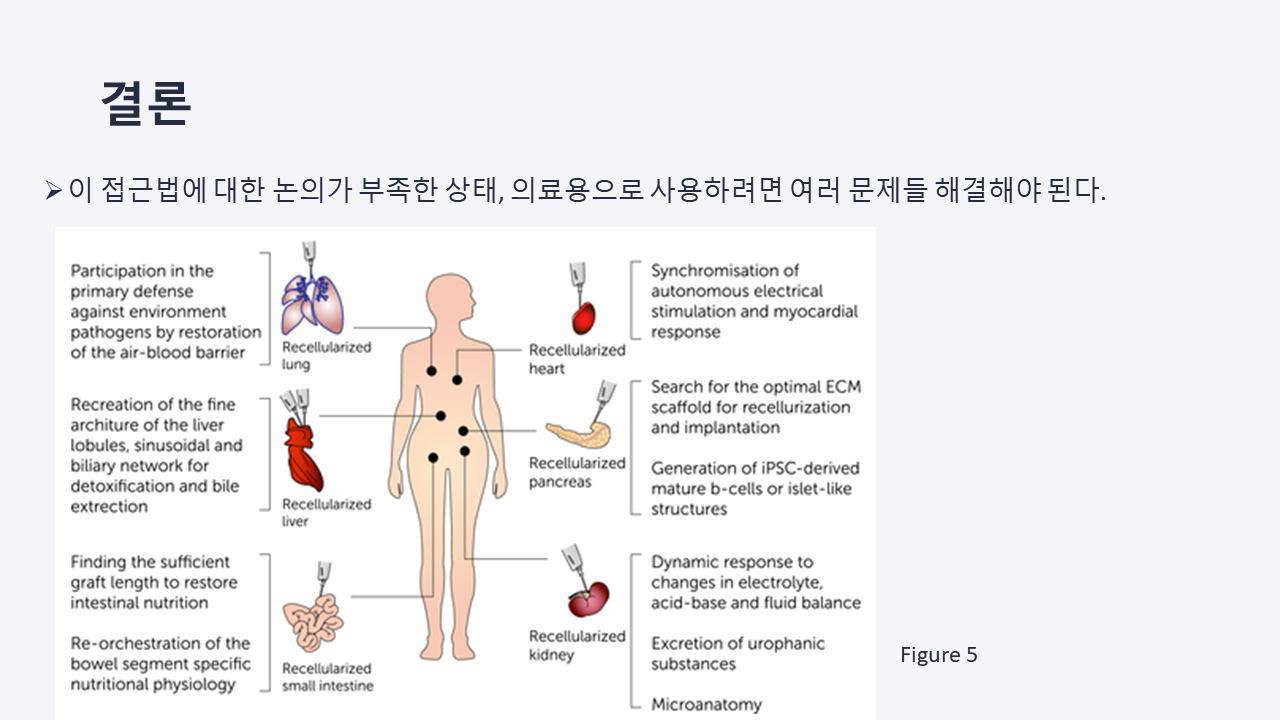 결론
➢이 접근법에 대한 논의가 부족한 상태, 의료용으로 사용하려면 여러 문제들 해결해야 된다.
Participation in the
primary defense
against environment
pathogens by restoration
of the air-blood barrier
Recellularized
lung
Recellularized
heart
Synchromisation of
autonomous electrical
stimulation and myocardial
response
Recreation of the fine
architure of the liver
lobules, sinusoidal and
biliary network for
detoxification and bile
extrection
Recellularized
liver
Recellularized
pancreas
Search for the optimal ECM
scaffold for recellurization
and implantation
Generation of iPSC-derived
mature b-cells or islet-like
structures
Finding the sufficient
graft length to restore
intestinal nutrition
Re-orchestration of the
bowel segment specific
nutritional physiology
Recellularized
small intestine
Recellularized
kidney
Dynamic response to
changes in electrolyte,
acid-base and fluid balance
Excretion of urophanic
substances
Microanatomy
Figure 5